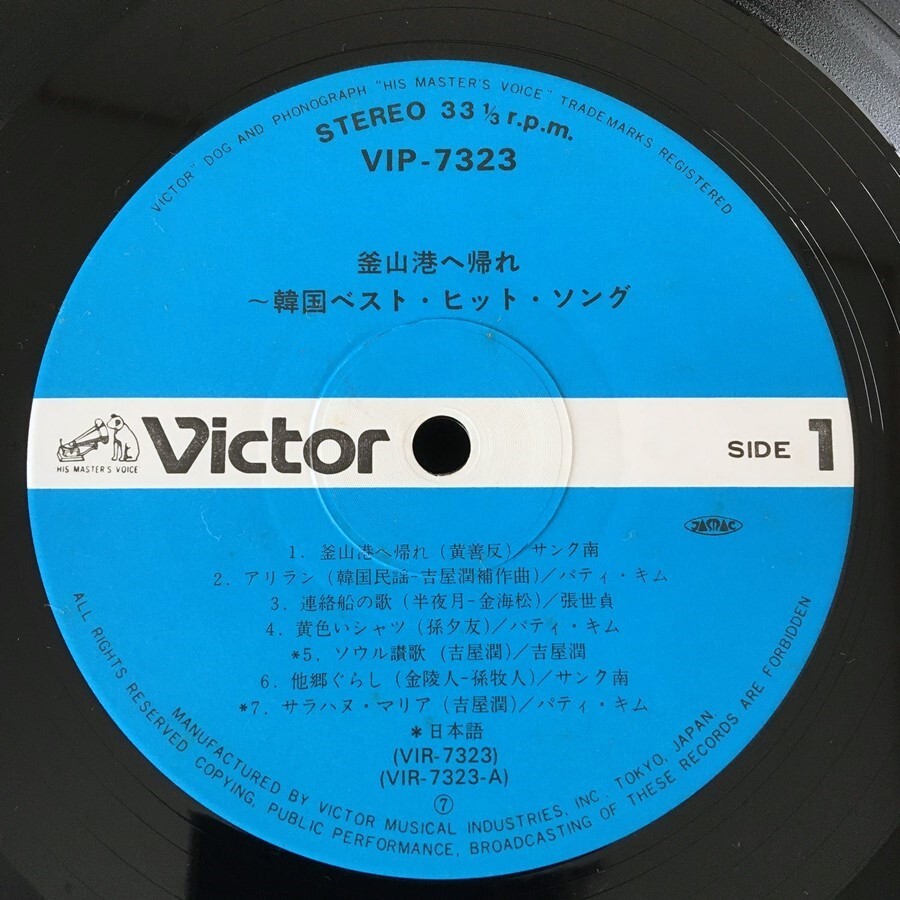 VICTOR" DOG AND PHONOGRAPH "HIS MASTER'S VOICE" TRADEMARKS REGISTERED
STEREO 33 1/3 r.p.m.
VIP-7323
釜山港へ帰れ
〜韓国ベスト・ヒット・ソング
HIS MASTER'S VOICE
Victor
SIDE 1
JASRAC
1. 釜山港へ帰れ(黄善反)/サンク南
2. アリラン(韓国民謡-吉屋潤補作曲)/パティ・キム
3. 連絡船の歌(半夜月-金海松)/張世貞
4. 黄色いシャツ(孫夕友)/パティ・キム
*5. ソウル讃歌(吉屋潤)/吉屋潤
6. 他郷ぐらし(金陵人-孫牧人)/サンク南
*7. サラハヌ・マリア(吉屋潤)/パティ・キム
*日本語
(VIR-7323)
(VIR-7323-A)
⑦
MANUFACTURED BY VICTOR MUSICAL INDUSTRIES, INC. TOKYO, JAPAN.
ALL RIGHTS RESERVED COPYING, PUBLIC PERFORMANCE, BROADCASTING OF THESE RECORDS ARE FORBIDDEN